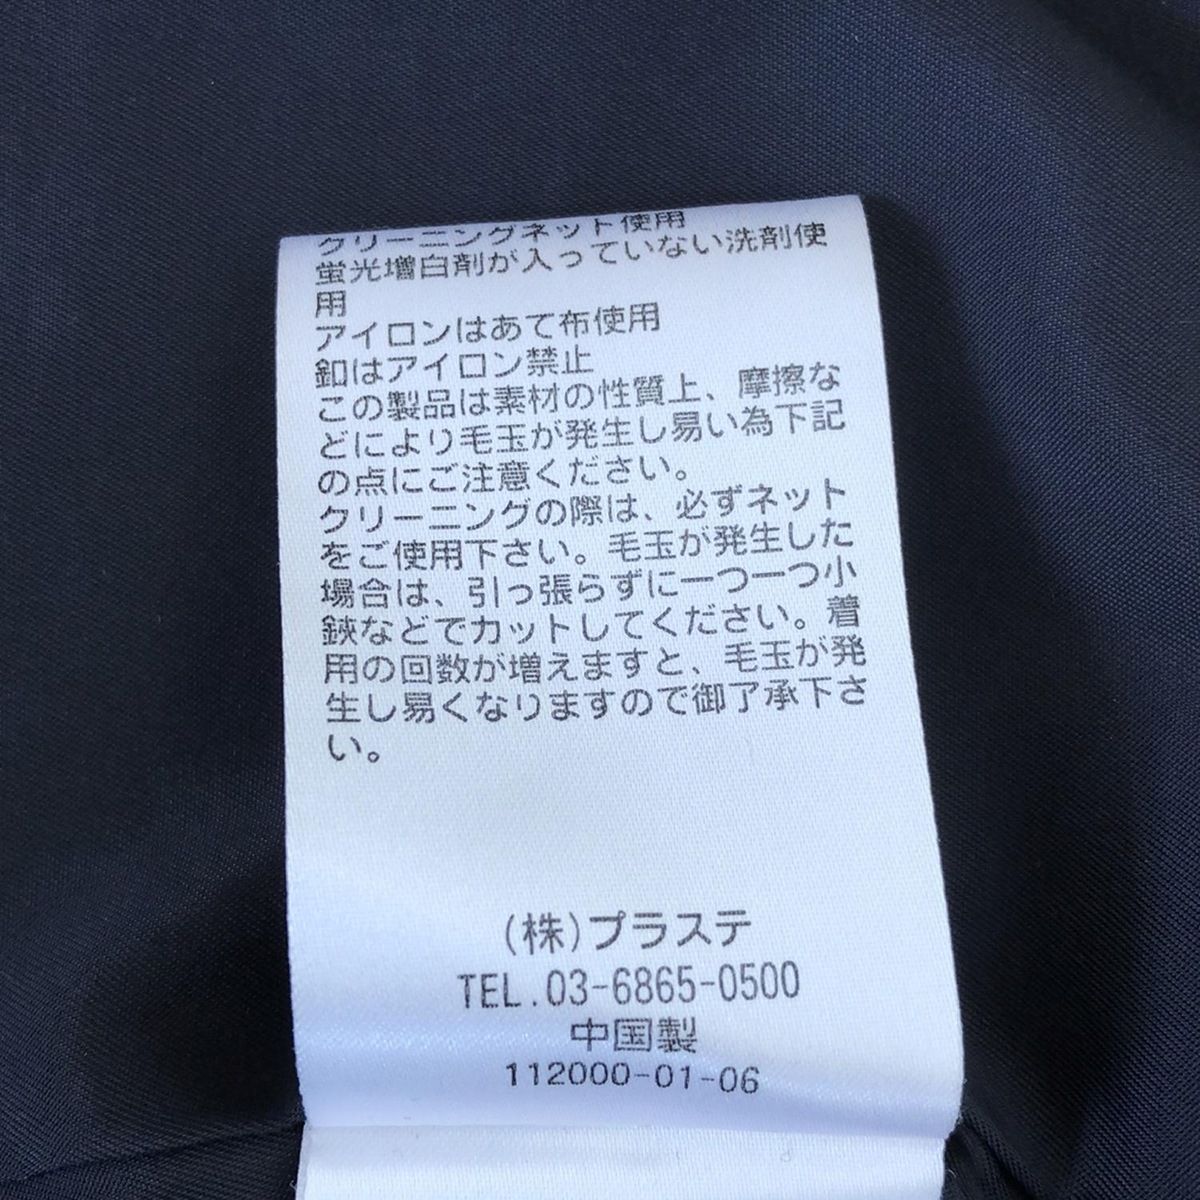 クリーニングネット使用
蛍光増白剤が入っていない洗剤使
用
アイロンはあて布使用
釦はアイロン禁止
この製品は素材の性質上、摩擦な
どにより毛玉が発生し易い為下記
の点にご注意ください。
クリーニングの際は、必ずネット
をご使用下さい。毛玉が発生した
場合は、引っ張らずに一つ一つ小
鋏などでカットしてください。着
用の回数が増えますと、毛玉が発
生し易くなりますので御了承下さ
い。
(株)プラステ
TEL.03-6865-0500
中国製
112000-01-06